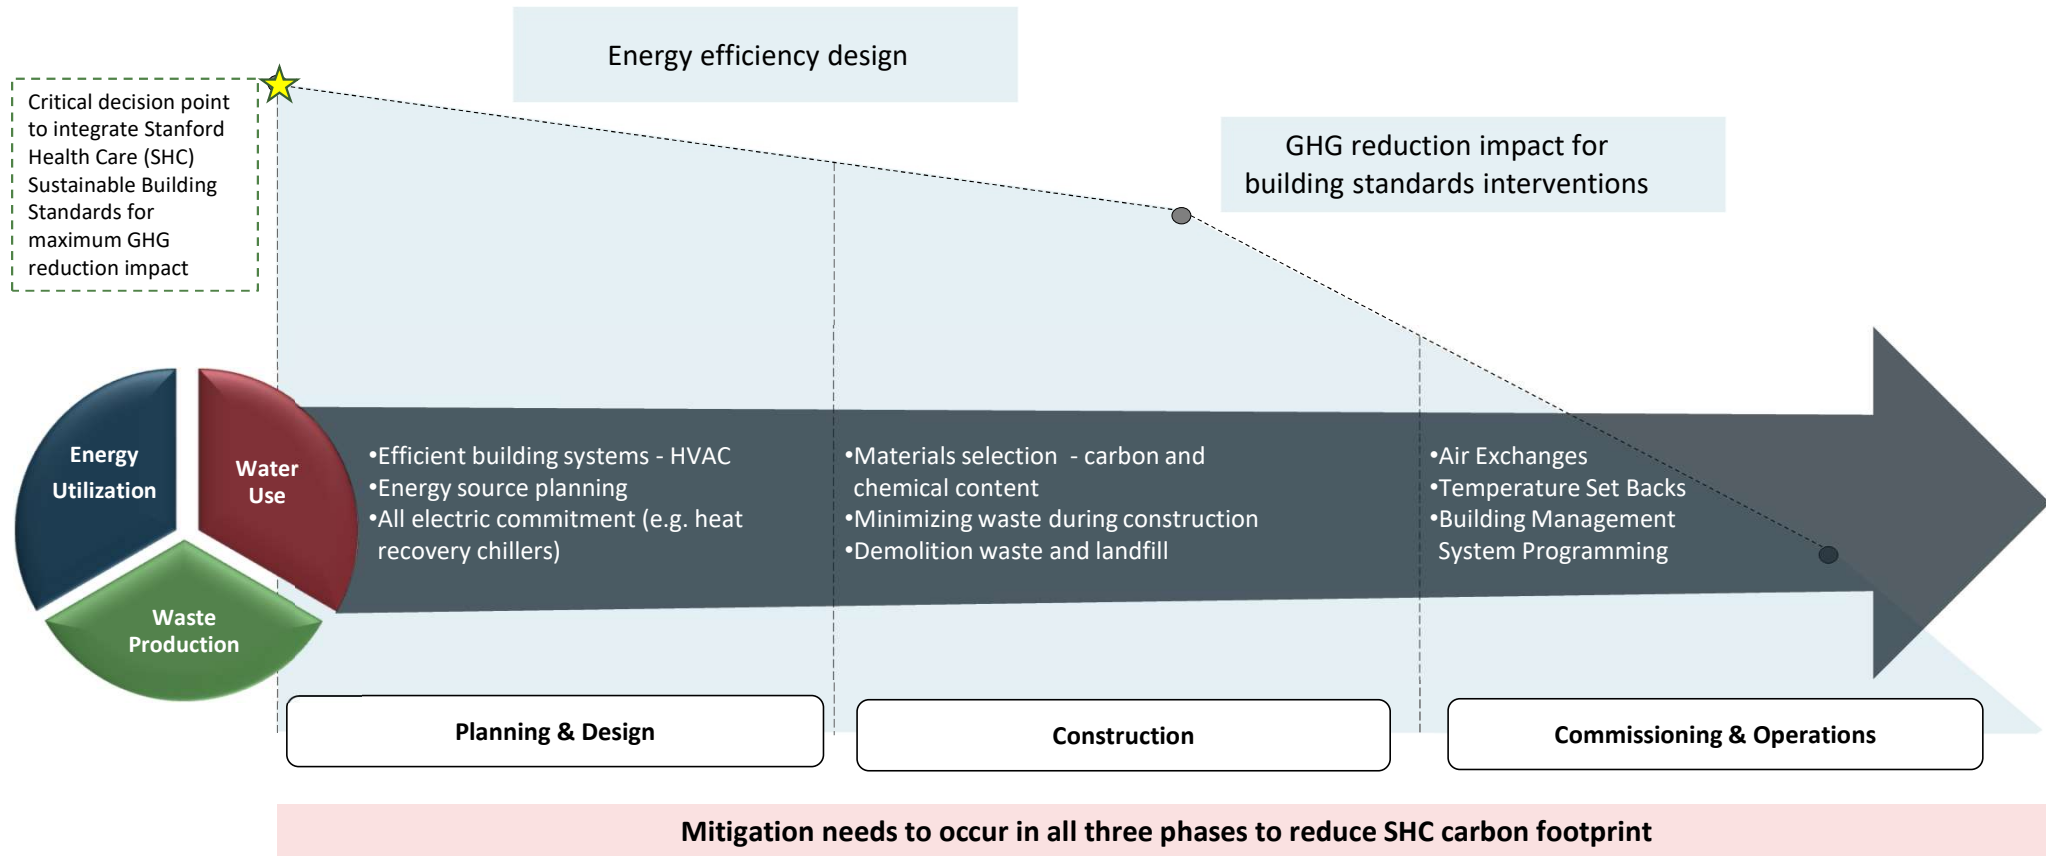 Energy efficiency design
Critical decision point
to integrate Stanford
Health Care (SHC)
Sustainable Building
Standards for
maximum GHG
reduction impact
GHG reduction impact for
building standards interventions
Energy
Utilization
Water
Use
Waste
Production
•Efficient building systems - HVAC
•Energy source planning
•All electric commitment (e.g. heat
recovery chillers)
•Materials selection - carbon and
chemical content
•Minimizing waste during construction
•Demolition waste and landfill
•Air Exchanges
•Temperature Set Backs
•Building Management
System Programming
Planning & Design
Construction
Commissioning & Operations
Mitigation needs to occur in all three phases to reduce SHC carbon footprint